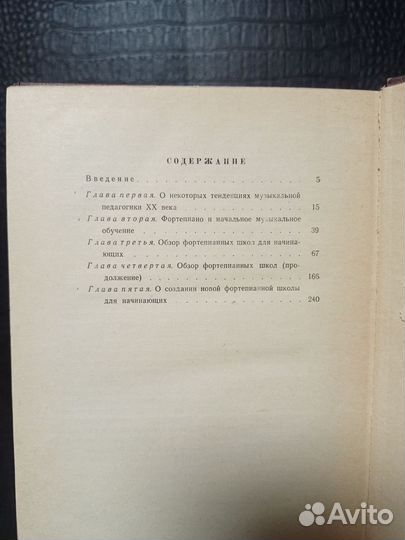 СОДЕРЖАНИЕ
Введение . . . . . . . . . . . . . 5
Глава первая. О некоторых тенденциях музыкальной
педагогики XX века . . . . . . . . . . 15
Глава вторая. Фортепиано и начальное музыкальное
обучение . . . . . . . . . . . . . 39
Глава третья. Обзор фортепианных школ для начина-
ющих . . . . . . . . . . . . . . 67
Глава четвертая. Обзор фортепианных школ (про-
должение) . . . . . . . . . . . . 165
Глава пятая. О создании новой фортепианной школы
для начинающих . . . . . . . . . . 240
Avito